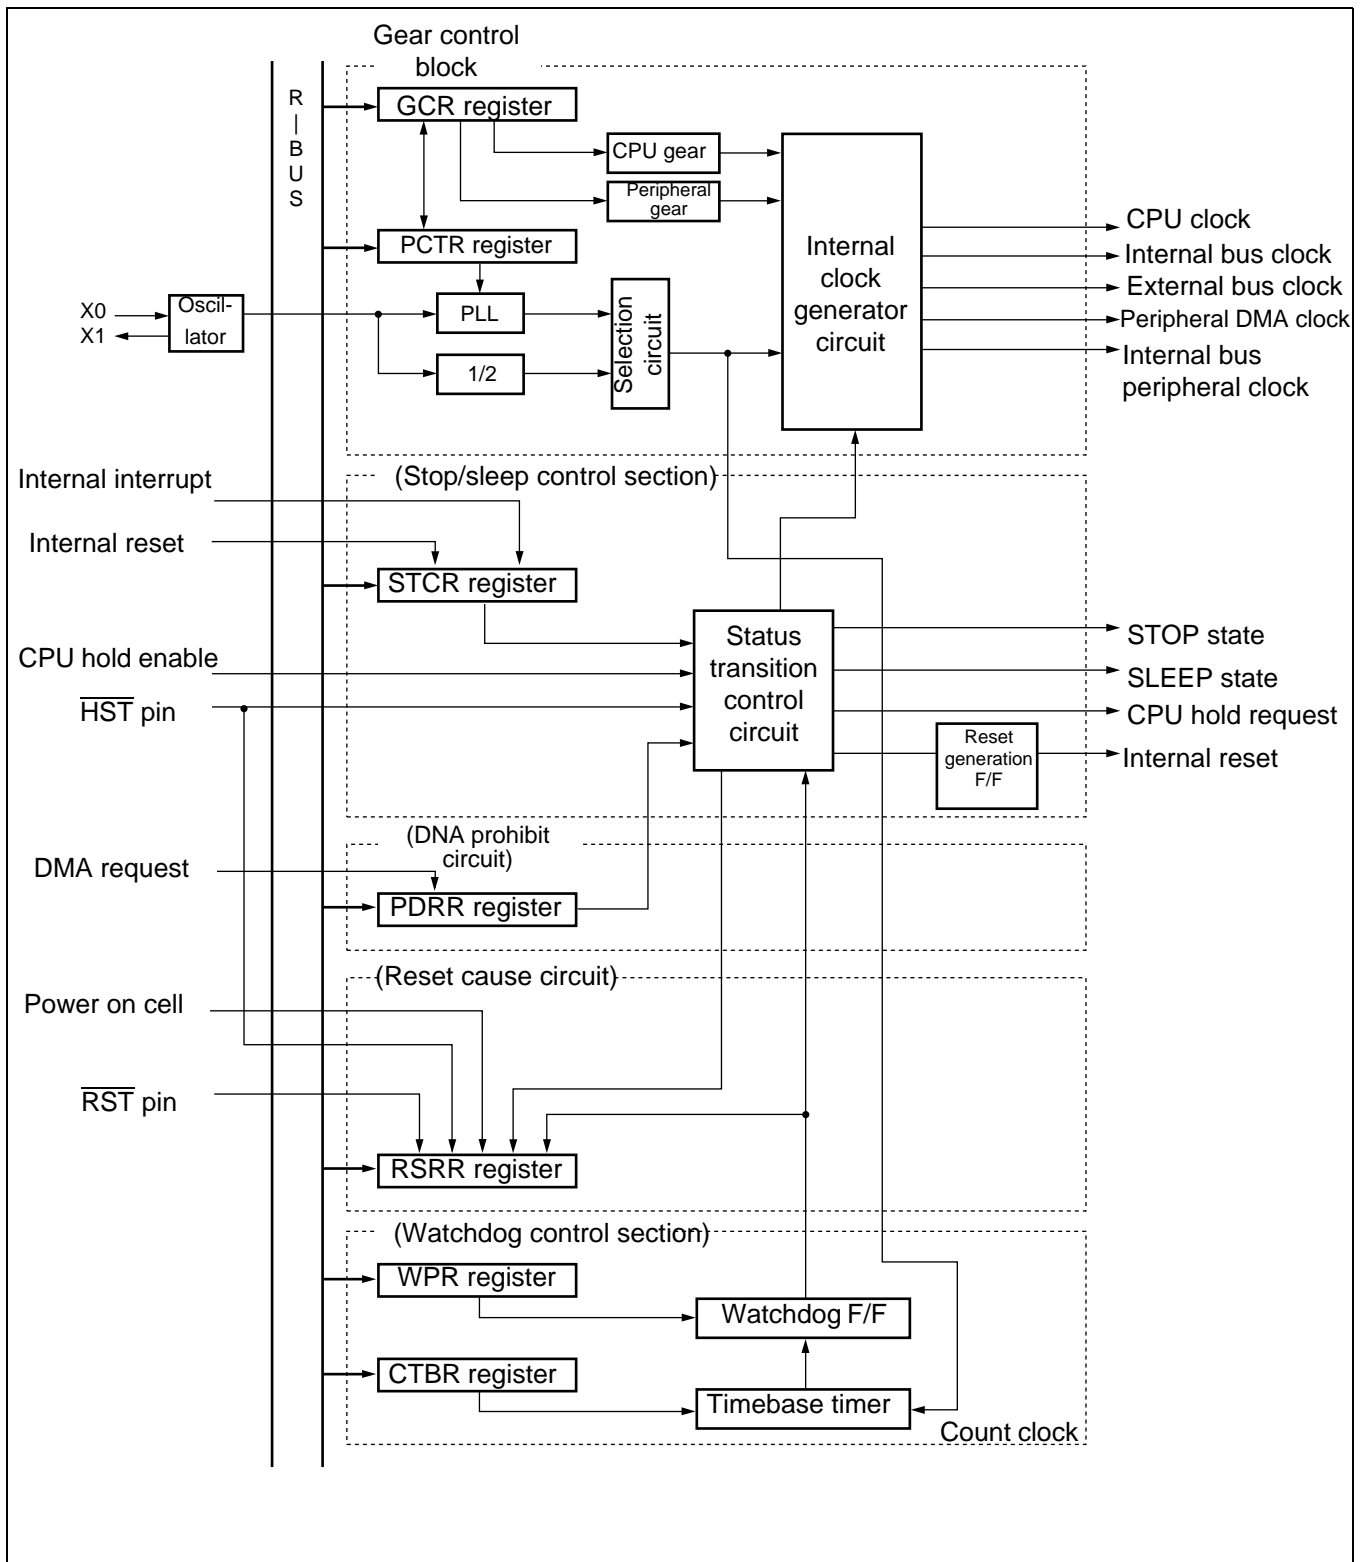 Gear control
block
R
|
B
U
S
GCR register
CPU gear
Peripheral
gear
PCTR register
Internal
clock
generator
circuit
CPU clock
Internal bus clock
External bus clock
Peripheral DMA clock
Internal bus
peripheral clock
X0
X1
Oscil-
lator
PLL
1/2
Selection
circuit
(Stop/sleep control section)
Internal interrupt
Internal reset
STCR register
CPU hold enable
HST pin
Status
transition
control
circuit
STOP state
SLEEP state
CPU hold request
Reset
generation
F/F
Internal reset
(DNA prohibit
circuit)
DMA request
PDRR register
(Reset cause circuit)
Power on cell
RST pin
RSRR register
(Watchdog control section)
WPR register
Watchdog F/F
CTBR register
Timebase timer
Count clock